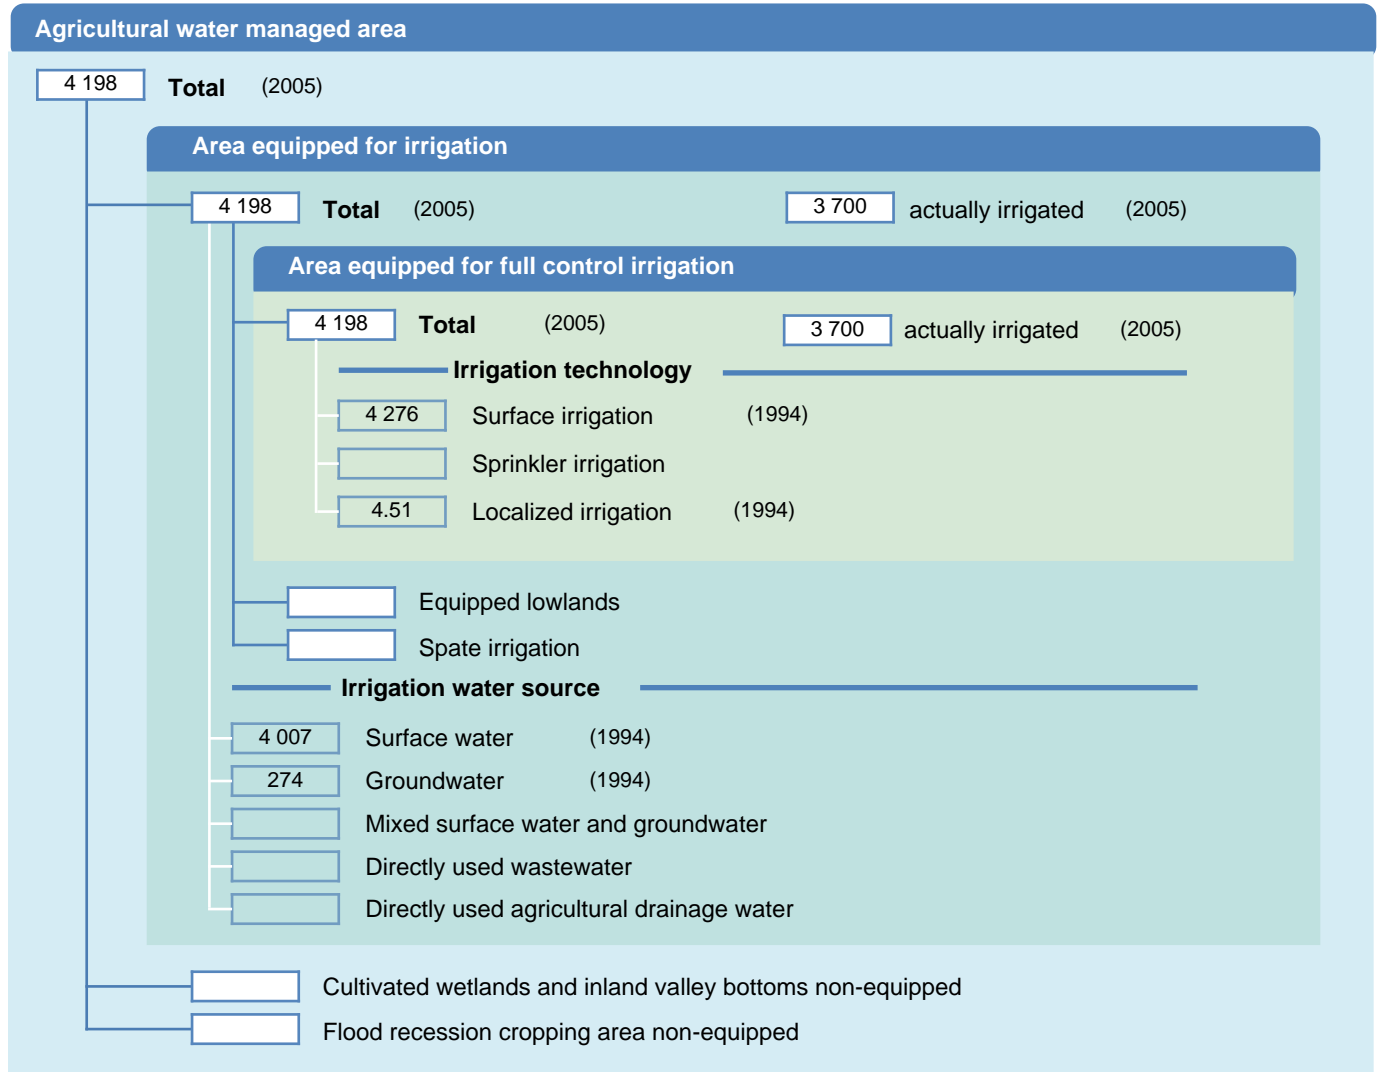 Agricultural water managed area
4 198 Total (2005)
Area equipped for irrigation
4 198 Total (2005) 3 700 actually irrigated (2005)
Area equipped for full control irrigation
4 198 Total (2005) 3 700 actually irrigated (2005)
Irrigation technology
4 276 Surface irrigation (1994)
Sprinkler irrigation
4.51 Localized irrigation (1994)
Equipped lowlands
Spate irrigation
Irrigation water source
4 007 Surface water (1994)
274 Groundwater (1994)
Mixed surface water and groundwater
Directly used wastewater
Directly used agricultural drainage water
Cultivated wetlands and inland valley bottoms non-equipped
Flood recession cropping area non-equipped